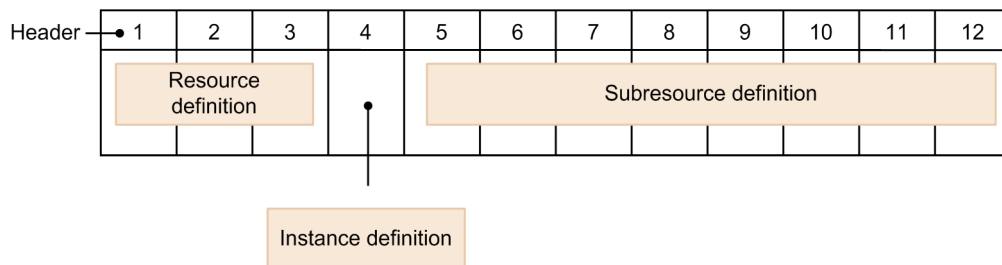 Header 1 2 3 4 5 6 7 8 9 10 11 12
Resource
definition
Subresource definition
Instance definition